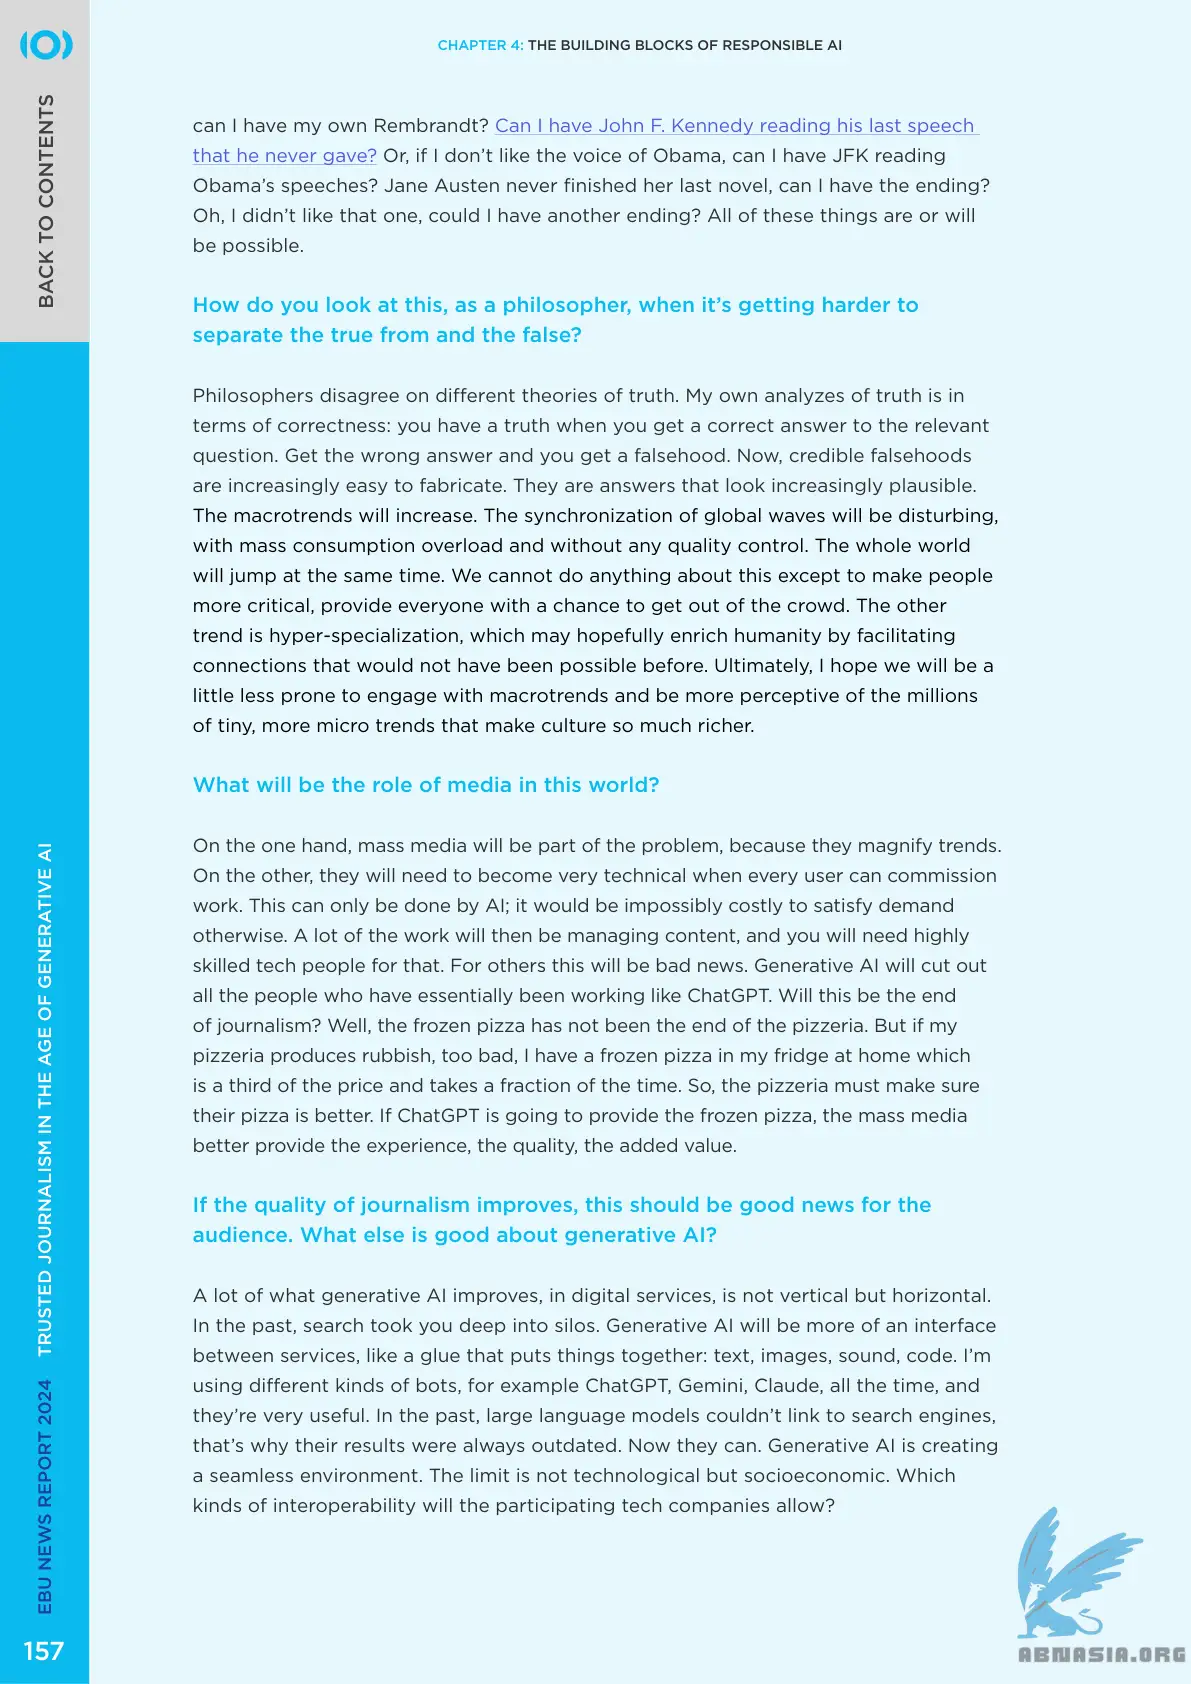 BACK TO CONTENTS
CHAPTER 4: THE BUILDING BLOCKS OF RESPONSIBLE AI
can I have my own Rembrandt? Can I have John F. Kennedy reading his last speech
that he never gave? Or, if I don’t like the voice of Obama, can I have JFK reading
Obama’s speeches? Jane Austen never finished her last novel, can I have the ending?
Oh, I didn’t like that one, could I have another ending? All of these things are or will
be possible.
How do you look at this, as a philosopher, when it’s getting harder to
separate the true from and the false?
Philosophers disagree on different theories of truth. My own analyzes of truth is in
terms of correctness: you have a truth when you get a correct answer to the relevant
question. Get the wrong answer and you get a falsehood. Now, credible falsehoods
are increasingly easy to fabricate. They are answers that look increasingly plausible.
The macrotrends will increase. The synchronization of global waves will be disturbing,
with mass consumption overload and without any quality control. The whole world
will jump at the same time. We cannot do anything about this except to make people
more critical, provide everyone with a chance to get out of the crowd. The other
trend is hyper-specialization, which may hopefully enrich humanity by facilitating
connections that would not have been possible before. Ultimately, I hope we will be a
little less prone to engage with macrotrends and be more perceptive of the millions
of tiny, more micro trends that make culture so much richer.
What will be the role of media in this world?
On the one hand, mass media will be part of the problem, because they magnify trends.
On the other, they will need to become very technical when every user can commission
work. This can only be done by AI; it would be impossibly costly to satisfy demand
otherwise. A lot of the work will then be managing content, and you will need highly
skilled tech people for that. For others this will be bad news. Generative AI will cut out
all the people who have essentially been working like ChatGPT. Will this be the end
of journalism? Well, the frozen pizza has not been the end of the pizzeria. But if my
pizzeria produces rubbish, too bad, I have a frozen pizza in my fridge at home which
is a third of the price and takes a fraction of the time. So, the pizzeria must make sure
their pizza is better. If ChatGPT is going to provide the frozen pizza, the mass media
better provide the experience, the quality, the added value.
If the quality of journalism improves, this should be good news for the
audience. What else is good about generative AI?
A lot of what generative AI improves, in digital services, is not vertical but horizontal.
In the past, search took you deep into silos. Generative AI will be more of an interface
between services, like a glue that puts things together: text, images, sound, code. I’m
using different kinds of bots, for example ChatGPT, Gemini, Claude, all the time, and
they’re very useful. In the past, large language models couldn’t link to search engines,
that’s why their results were always outdated. Now they can. Generative AI is creating
a seamless environment. The limit is not technological but socioeconomic. Which
kinds of interoperability will the participating tech companies allow?
EBU NEWS REPORT 2024 TRUSTED JOURNALISM IN THE AGE OF GENERATIVE AI
157
ABNASIA.ORG